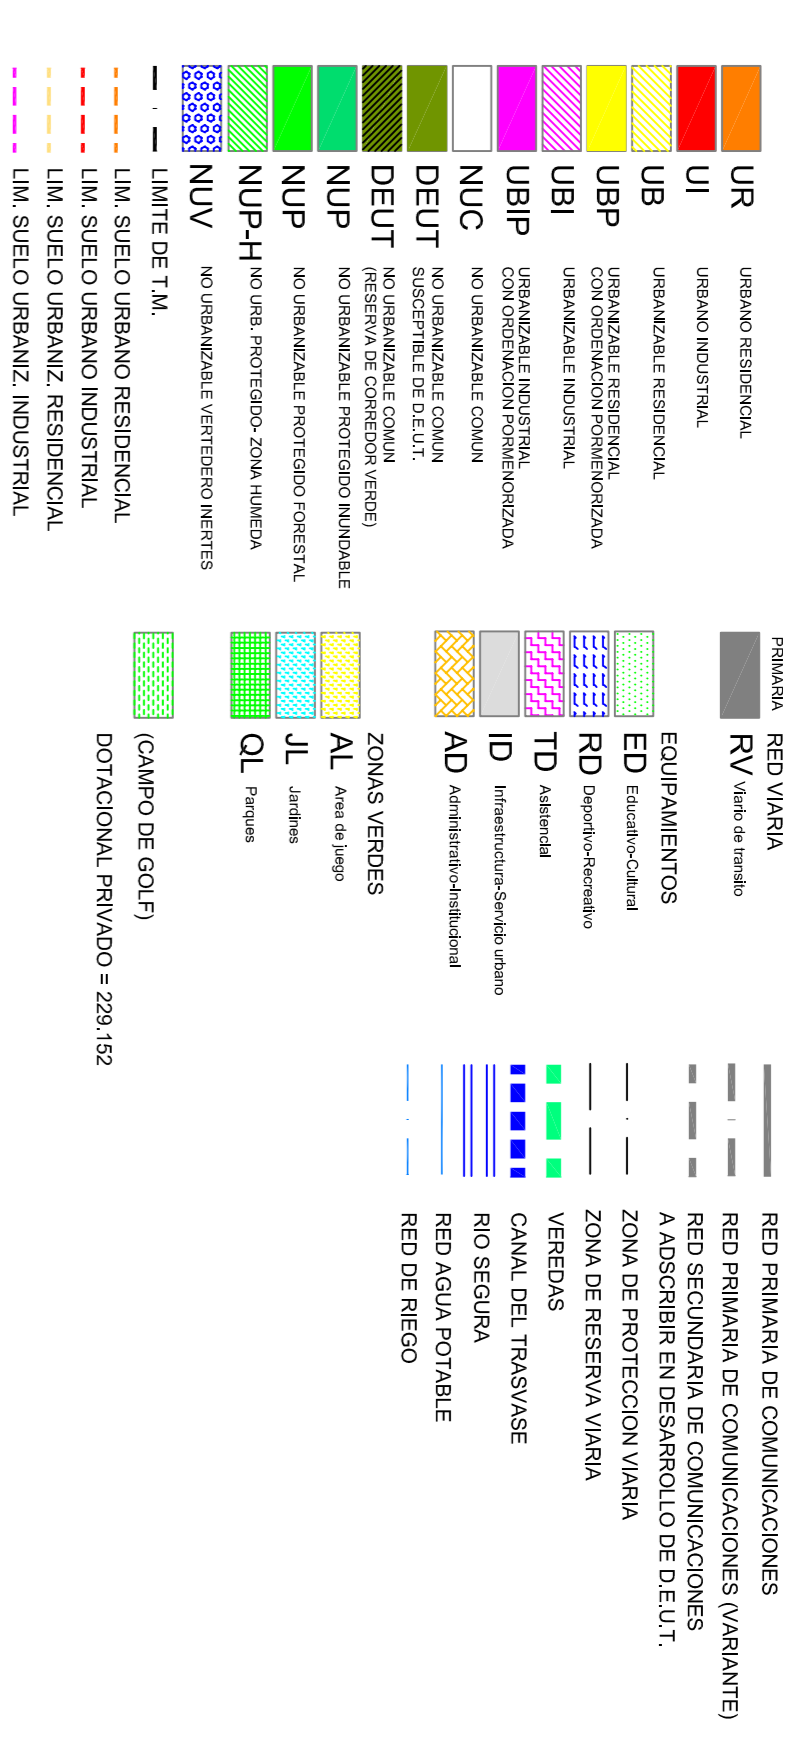 UR URBANO RESIDENCIAL
UI URBANO INDUSTRIAL
UB URBANIZABLE RESIDENCIAL
UBP URBANIZABLE RESIDENCIAL
CON ORDENACION PORMENORIZADA
UBI URBANIZABLE INDUSTRIAL
UBIP URBANIZABLE INDUSTRIAL
CON ORDENACION PORMENORIZADA
NUC NO URBANIZABLE COMUN
DEUT NO URBANIZABLE COMUN
SUSCEPTIBLE DE D.E.U.T.
DEUT NO URBANIZABLE COMUN
(RESERVA DE CORREDOR VERDE)
NUP NO URBANIZABLE PROTEGIDO INUNDABLE
NUP NO URBANIZABLE PROTEGIDO FORESTAL
NUP-H NO URB. PROTEGIDO- ZONA HUMEDA
NUV NO URBANIZABLE VERTEDERO INERTES
LIMITE DE T.M.
LIM. SUELO URBANO RESIDENCIAL
LIM. SUELO URBANO INDUSTRIAL
LIM. SUELO URBANIZ. RESIDENCIAL
LIM. SUELO URBANIZ. INDUSTRIAL
PRIMARIA RED VIARIA
RV Viario de transito
EQUIPAMIENTOS
ED Educativo-Cultural
RD Deportivo-Recreativo
TD Asistencial
ID Infraestructura-Servicio urbano
AD Administrativo-Institucional
ZONAS VERDES
AL Area de juego
JL Jardines
QL Parques
(CAMPO DE GOLF)
DOTACIONAL PRIVADO = 229.152
RED PRIMARIA DE COMUNICACIONES
RED PRIMARIA DE COMUNICACIONES (VARIANTE)
RED SECUNDARIA DE COMUNICACIONES
A ADSCRIBIR EN DESARROLLO DE D.E.U.T.
ZONA DE PROTECCION VIARIA
ZONA DE RESERVA VIARIA
VEREDAS
CANAL DEL TRASVASE
RIO SEGURA
RED AGUA POTABLE
RED DE RIEGO